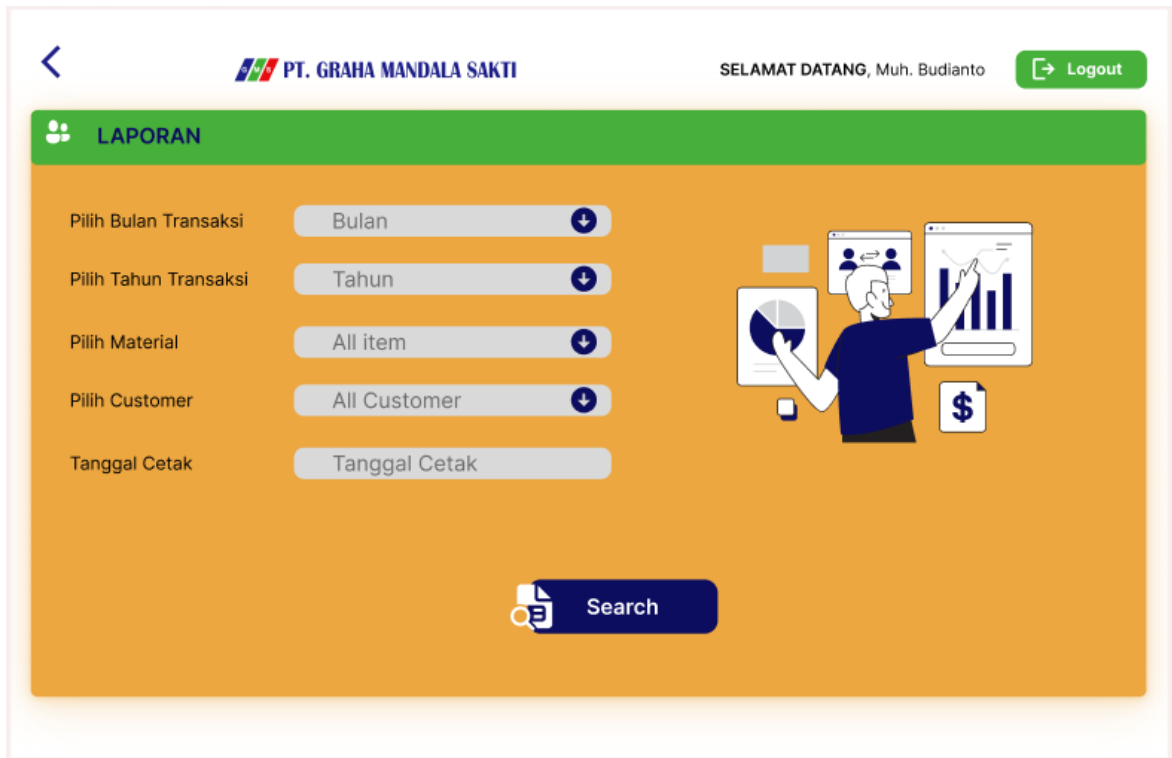 GMS PT. GRAHA MANDALA SAKTI
SELAMAT DATANG, Muh. Budianto
Logout
LAPORAN
Pilih Bulan Transaksi
Bulan
Pilih Tahun Transaksi
Tahun
Pilih Material
All item
Pilih Customer
All Customer
Tanggal Cetak
Tanggal Cetak
$
Search